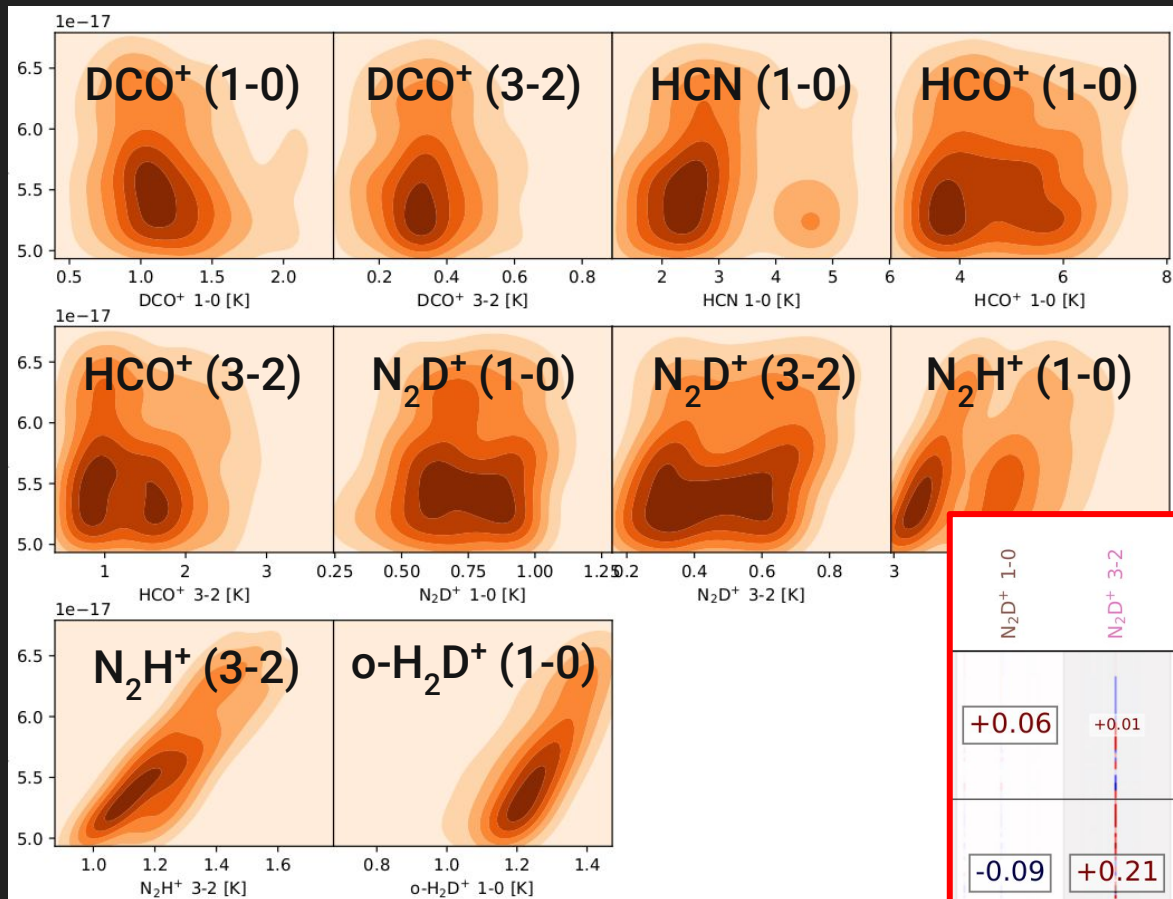 1e−17
DCO⁺ (1-0)
DCO⁺ (3-2)
HCN (1-0)
HCO⁺ (1-0)
6.5
6.0
5.5
5.0
0.5 1.0 1.5 2.0 0.2 0.4 0.6 0.8 2 3 4 5 6 4 6 8
DCO⁺ 1-0 [K]
DCO⁺ 3-2 [K]
HCN 1-0 [K]
HCO⁺ 1-0 [K]
1e−17
HCO⁺ (3-2)
N₂D⁺ (1-0)
N₂D⁺ (3-2)
N₂H⁺ (1-0)
6.5
6.0
5.5
5.0
1 2 3 0.25 0.50 0.75 1.00 1.25 0.2 0.4 0.6 0.8 3
HCO⁺ 3-2 [K]
N₂D⁺ 1-0 [K]
N₂D⁺ 3-2 [K]
1e−17
N₂H⁺ (3-2)
o-H₂D⁺ (1-0)
6.5
6.0
5.5
5.0
1.0 1.2 1.4 1.6 0.8 1.0 1.2 1.4
N₂H⁺ 3-2 [K]
o-H₂D⁺ 1-0 [K]
N₂D⁺ 1-0
N₂D⁺ 3-2
+0.06
+0.01
-0.09
+0.21